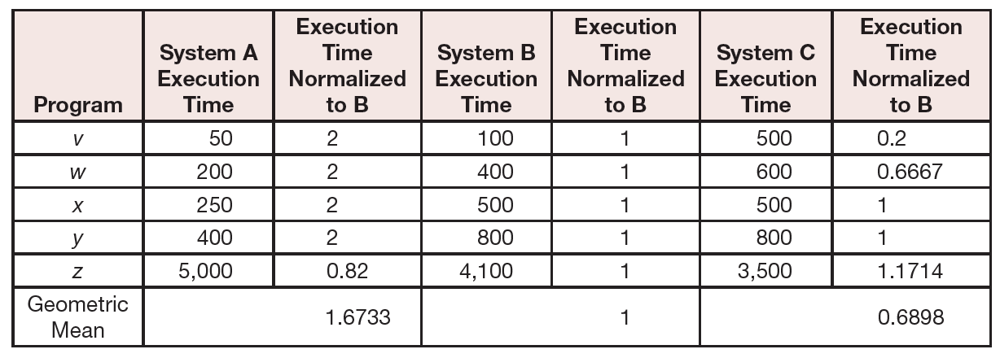 Program System A Execution Time Execution Time Normalized to B System B Execution Time Execution Time Normalized to B System C Execution Time Execution Time Normalized to B
v 50 2 100 1 500 0.2
w 200 2 400 1 600 0.6667
x 250 2 500 1 500 1
y 400 2 800 1 800 1
z 5,000 0.82 4,100 1 3,500 1.1714
Geometric Mean 1.6733 1 0.6898